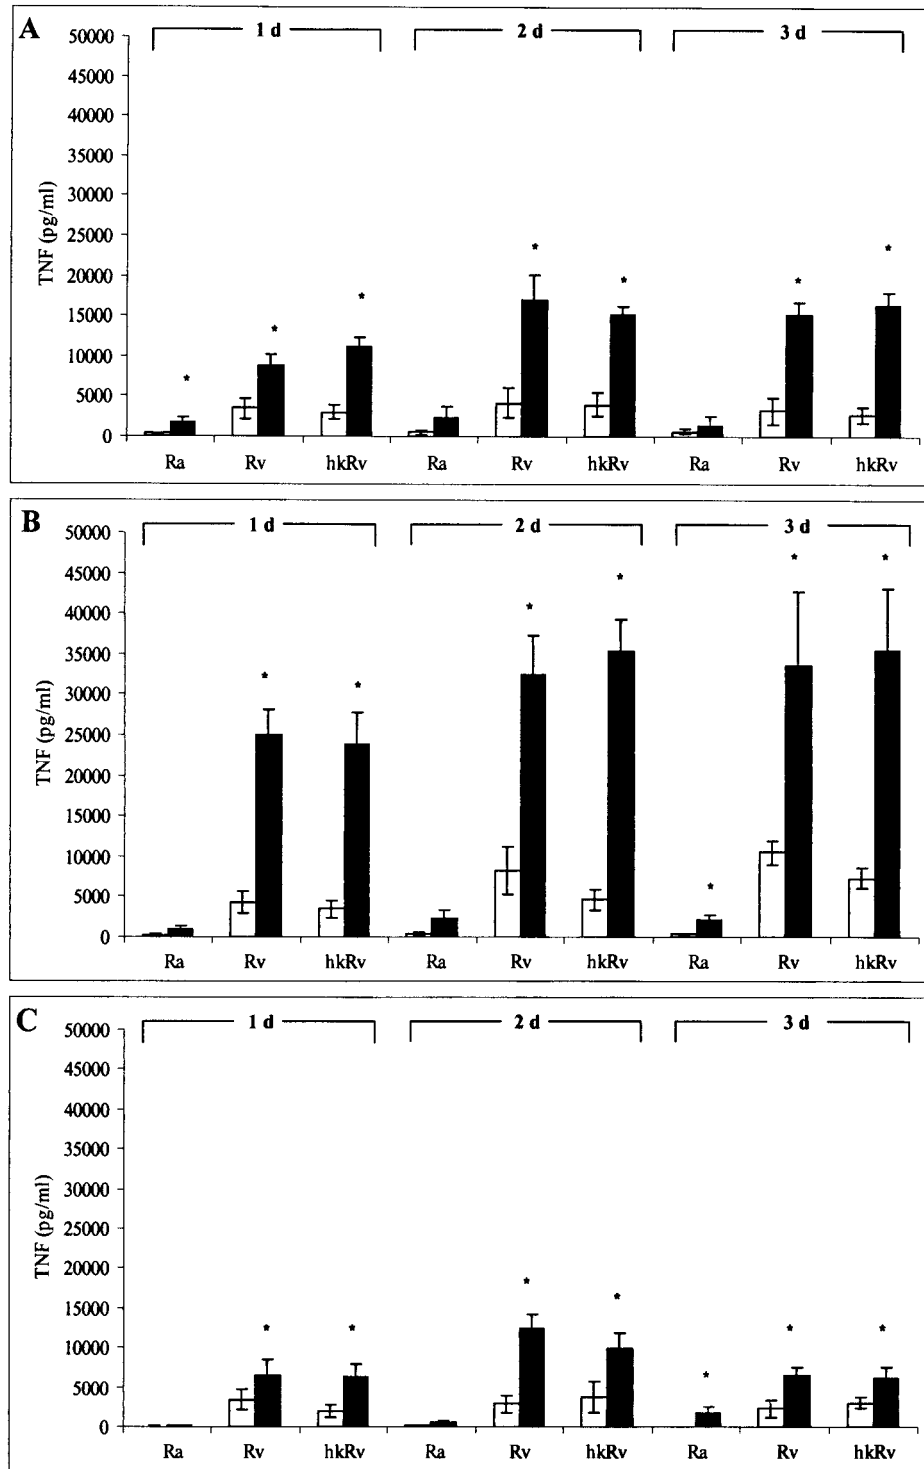 A
1 d 2 d 3 d
50000
45000
40000
35000
30000
25000
20000
15000
10000
5000
0
TNF (pg/ml)
* * * * * * *
Ra Rv hkRv Ra Rv hkRv Ra Rv hkRv
B
1 d 2 d 3 d
50000
45000
40000
35000
30000
25000
20000
15000
10000
5000
0
TNF (pg/ml)
* * * * * * *
Ra Rv hkRv Ra Rv hkRv Ra Rv hkRv
C
1 d 2 d 3 d
50000
45000
40000
35000
30000
25000
20000
15000
10000
5000
0
TNF (pg/ml)
* * * * * * *
Ra Rv hkRv Ra Rv hkRv Ra Rv hkRv